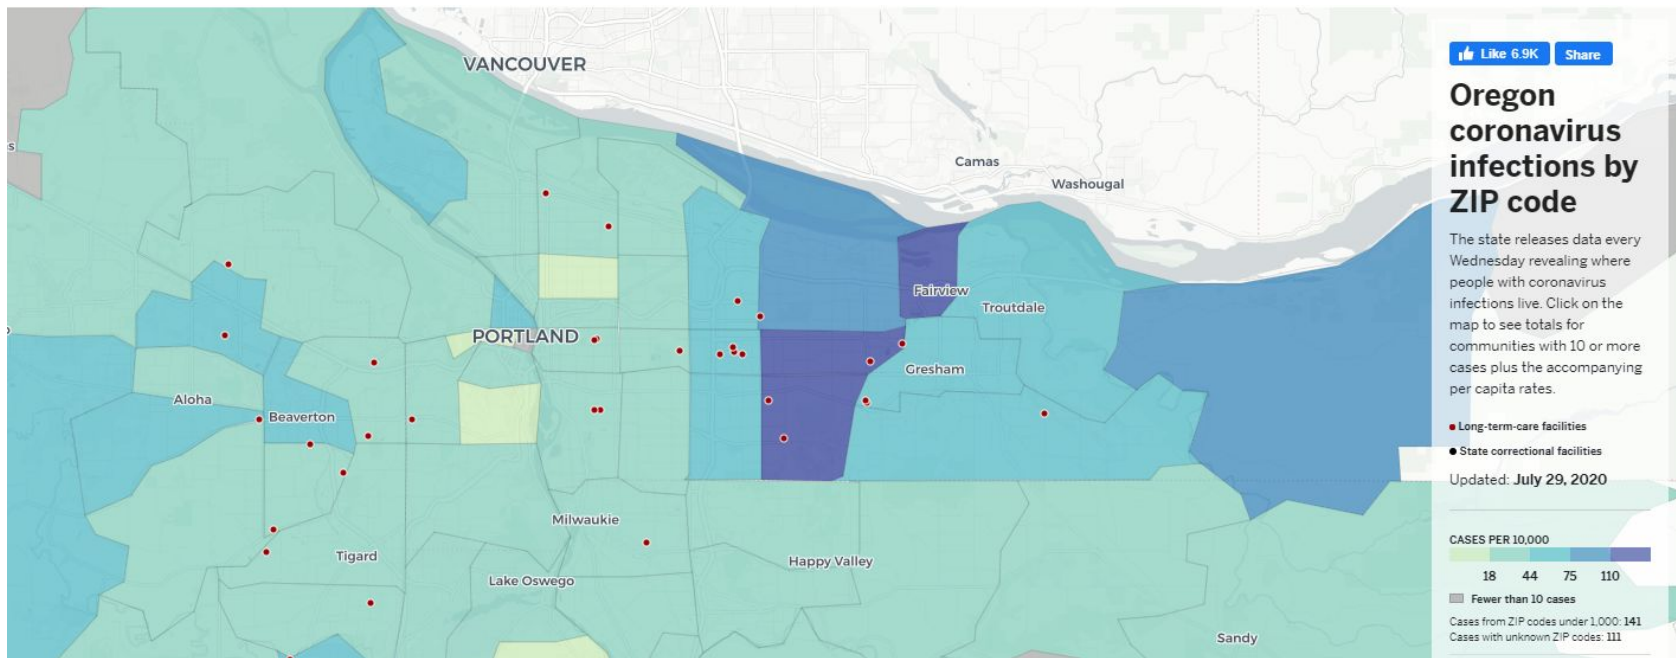 VANCOUVER
Camas
Washougal
s
Fairview
Troutdale
PORTLAND
Gresham
Aloha
Beaverton
Milwaukie
Tigard
Happy Valley
Lake Oswego
Sandy
Like 6.9K Share
Oregon
coronavirus
infections by
ZIP code
The state releases data every
Wednesday revealing where
people with coronavirus
infections live. Click on the
map to see totals for
communities with 10 or more
cases plus the accompanying
per capita rates.
Long-term-care facilities
State correctional facilities
Updated: July 29, 2020
CASES PER 10,000
18 44 75 110
Fewer than 10 cases
Cases from ZIP codes under 1,000: 141
Cases with unknown ZIP codes: 111